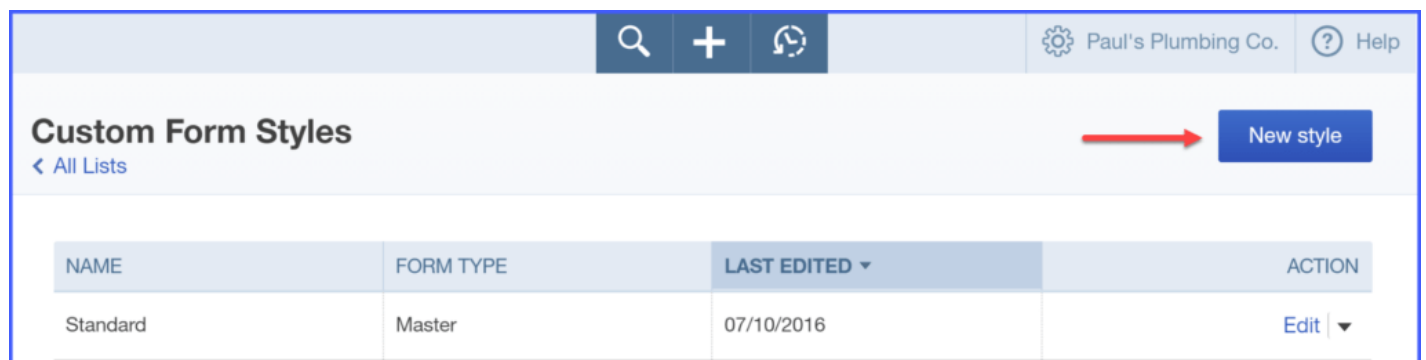 Paul's Plumbing Co. Help
Custom Form Styles
New style
All Lists
NAME FORM TYPE LAST EDITED ACTION
Standard Master 07/10/2016 Edit